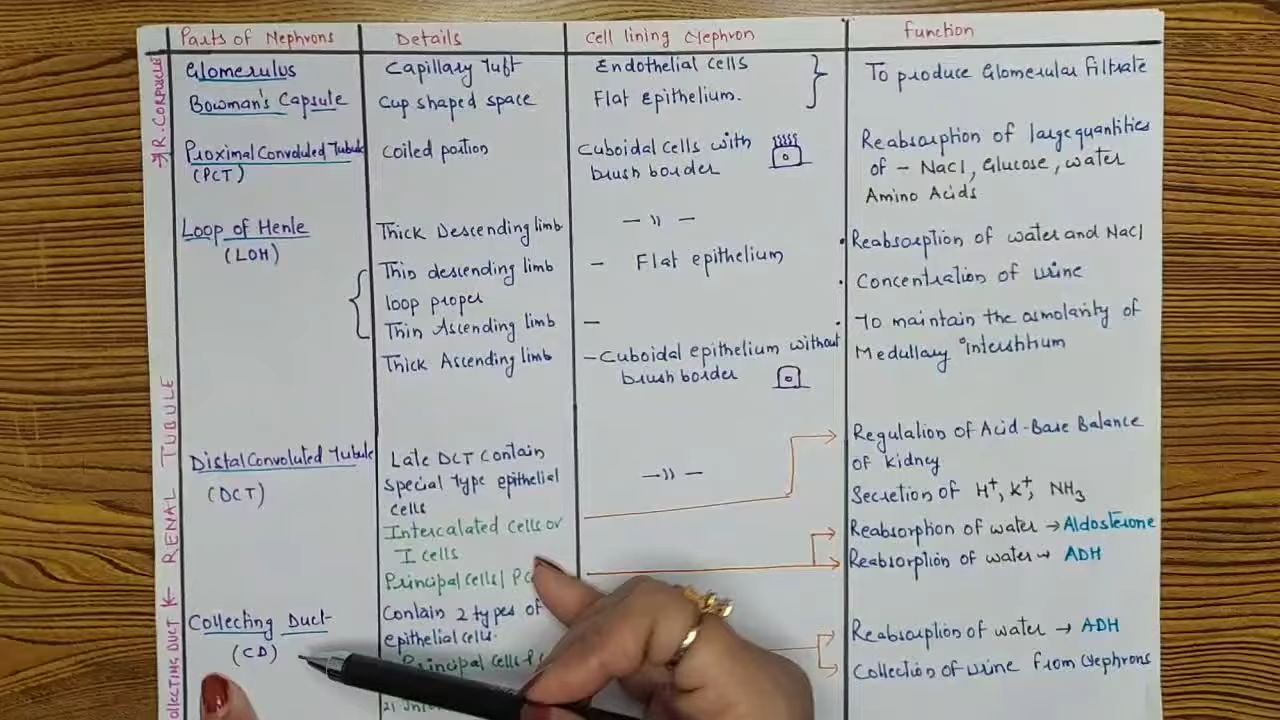 Parts of Nephrons
Details
Cell lining Nephron
function
R. CORPUSCLE
Glomerulus
Capillary Tuft
Endothelial cells
To produce Glomerular Filtrate
Bowman's Capsule
Cup shaped space
Flat Epithelium.
Proximal Convoluted Tubule
(PCT)
Coiled portion
Cuboidal Cells with
brush border
Reabsorption of large quantities
of - NaCl, Glucose, water
Amino Acids
Loop of Henle
(LOH)
Thick Descending limb
— 〃 —
Reabsorption of water and NaCl
Thin descending limb
- Flat epithelium
Concentration of urine
loop proper
Thin Ascending limb
—
To maintain the osmolarity of
Medullary interstitium
Thick Ascending limb
- Cuboidal epithelium without
brush border
RENAL TUBULE
Distal Convoluted Tubule
(DCT)
Late DCT Contain
special type epithelial
cells
Intercalated cells or
I cells
Principal cells/ P
— 〃 —
Regulation of Acid-Base Balance
of kidney
Secretion of H+, K+, NH3
Reabsorption of water → Aldosterone
Reabsorption of water → ADH
COLLECTING DUCT
Collecting Duct
(CD)
Contain 2 types of
epithelial cells.
Principal cells
Reabsorption of water → ADH
Collection of urine from Nephrons